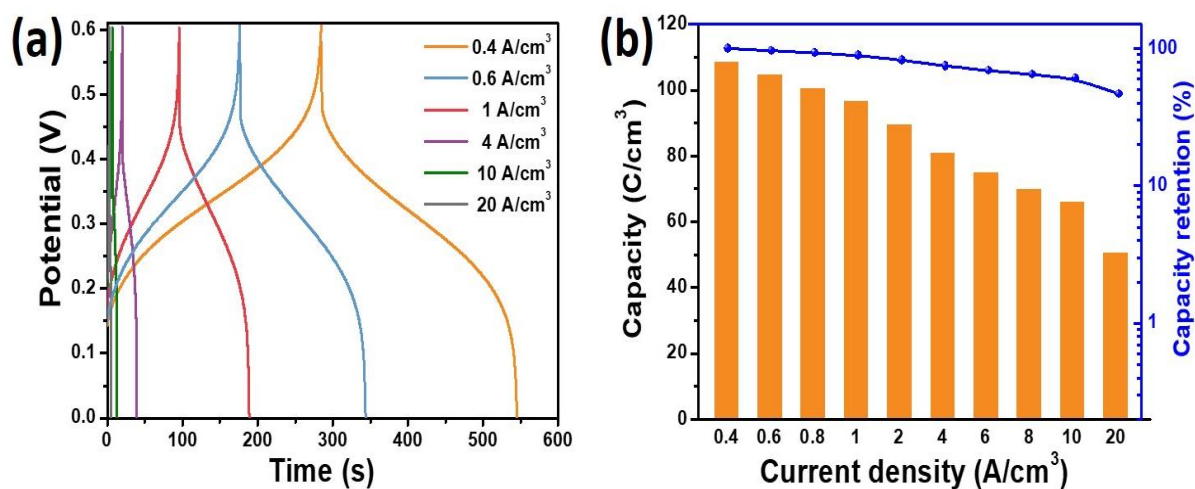 (a)
Potential (V)
0.6
0.5
0.4
0.3
0.2
0.1
0.0
0.4 A/cm³
0.6 A/cm³
1 A/cm³
4 A/cm³
10 A/cm³
20 A/cm³
0 100 200 300 400 500 600
Time (s)
(b)
Capacity (C/cm³)
120
100
80
60
40
20
0
100
10
1
Capacity retention (%)
0.4 0.6 0.8 1 2 4 6 8 10 20
Current density (A/cm³)